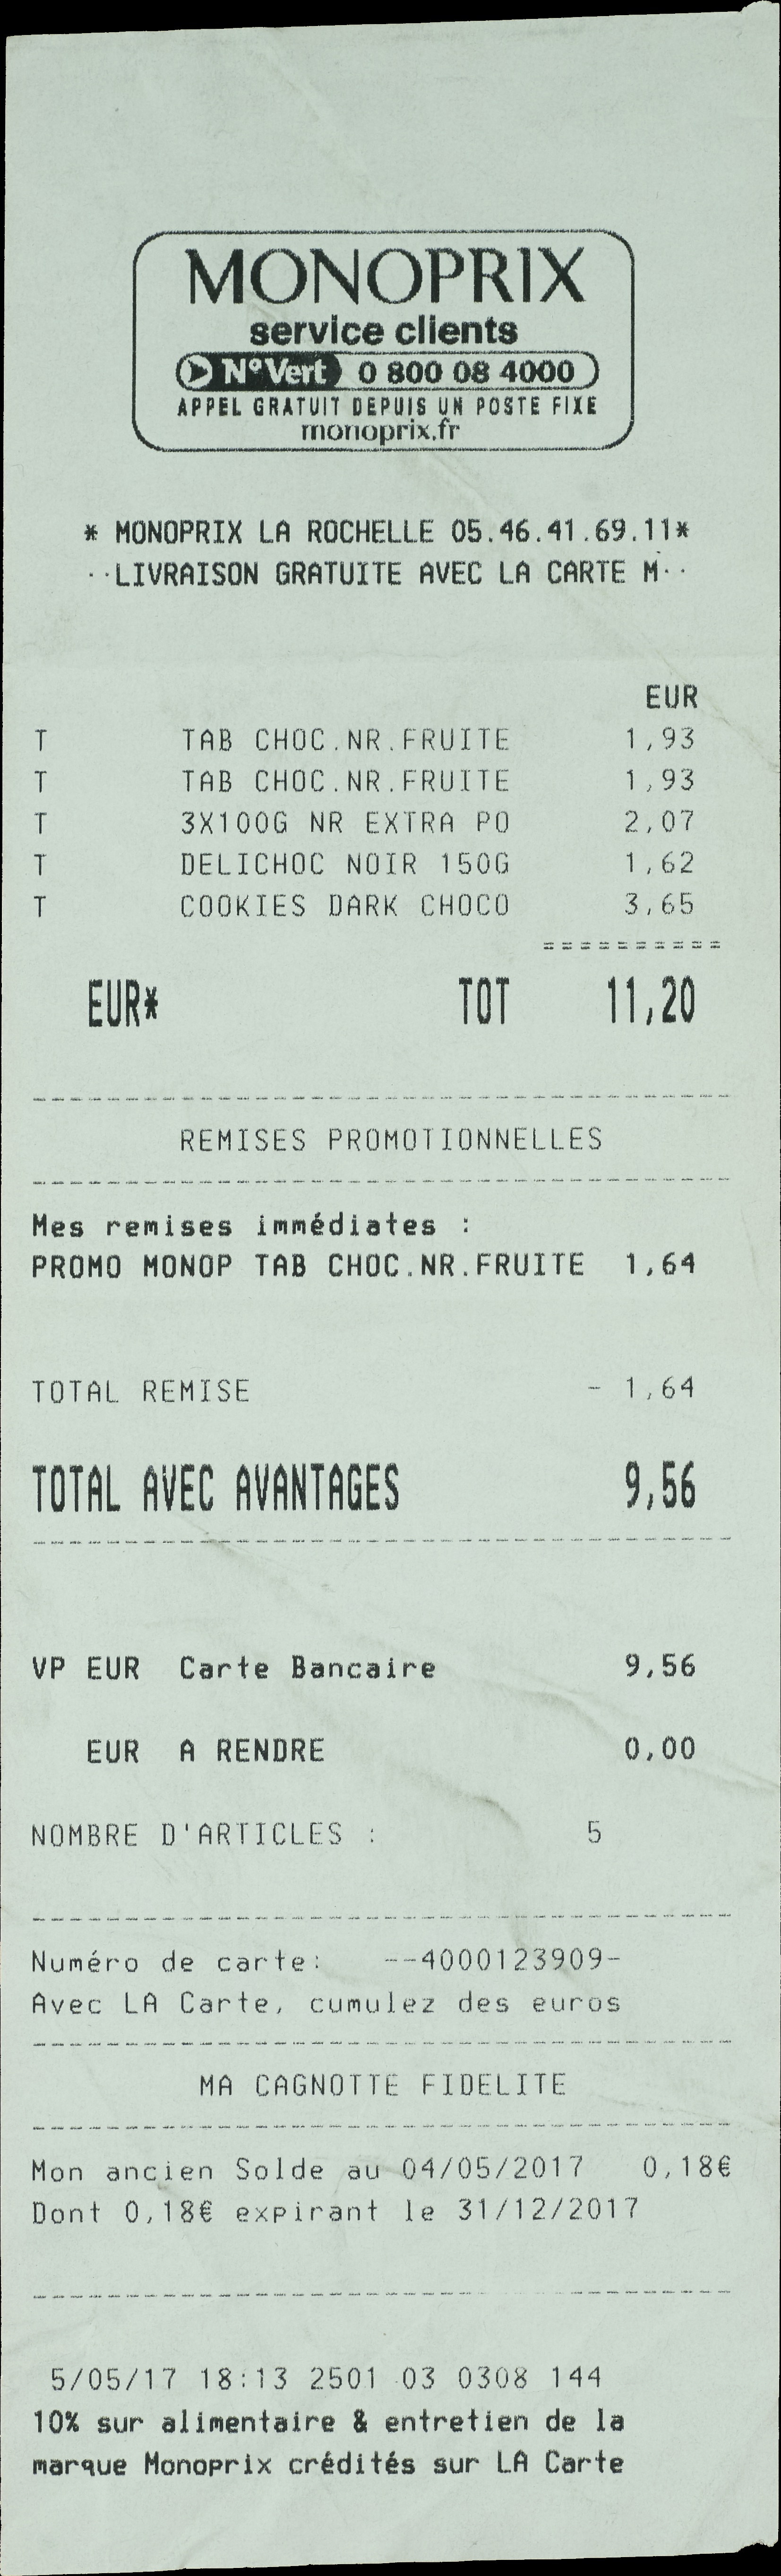 MONOPRIX
service clients
N° Vert 0 800 08 4000
APPEL GRATUIT DEPUIS UN POSTE FIXE
monoprix.fr
* MONOPRIX LA ROCHELLE 05.46.41.69.11*
··LIVRAISON GRATUITE AVEC LA CARTE M··
EUR
T TAB CHOC.NR.FRUITE 1,93
T TAB CHOC.NR.FRUITE 1,93
T 3X100G NR EXTRA PO 2,07
T DELICHOC NOIR 150G 1,62
T COOKIES DARK CHOCO 3,65
==========
EUR* TOT 11,20
REMISES PROMOTIONNELLES
Mes remises immédiates :
PROMO MONOP TAB CHOC.NR.FRUITE 1,64
TOTAL REMISE - 1,64
TOTAL AVEC AVANTAGES 9,56
VP EUR Carte Bancaire 9,56
EUR A RENDRE 0,00
NOMBRE D'ARTICLES : 5
Numéro de carte: --4000123909-
Avec LA Carte, cumulez des euros
MA CAGNOTTE FIDELITE
Mon ancien Solde au 04/05/2017 0,18€
Dont 0,18€ expirant le 31/12/2017
5/05/17 18:13 2501 03 0308 144
10% sur alimentaire & entretien de la
marque Monoprix crédités sur LA Carte